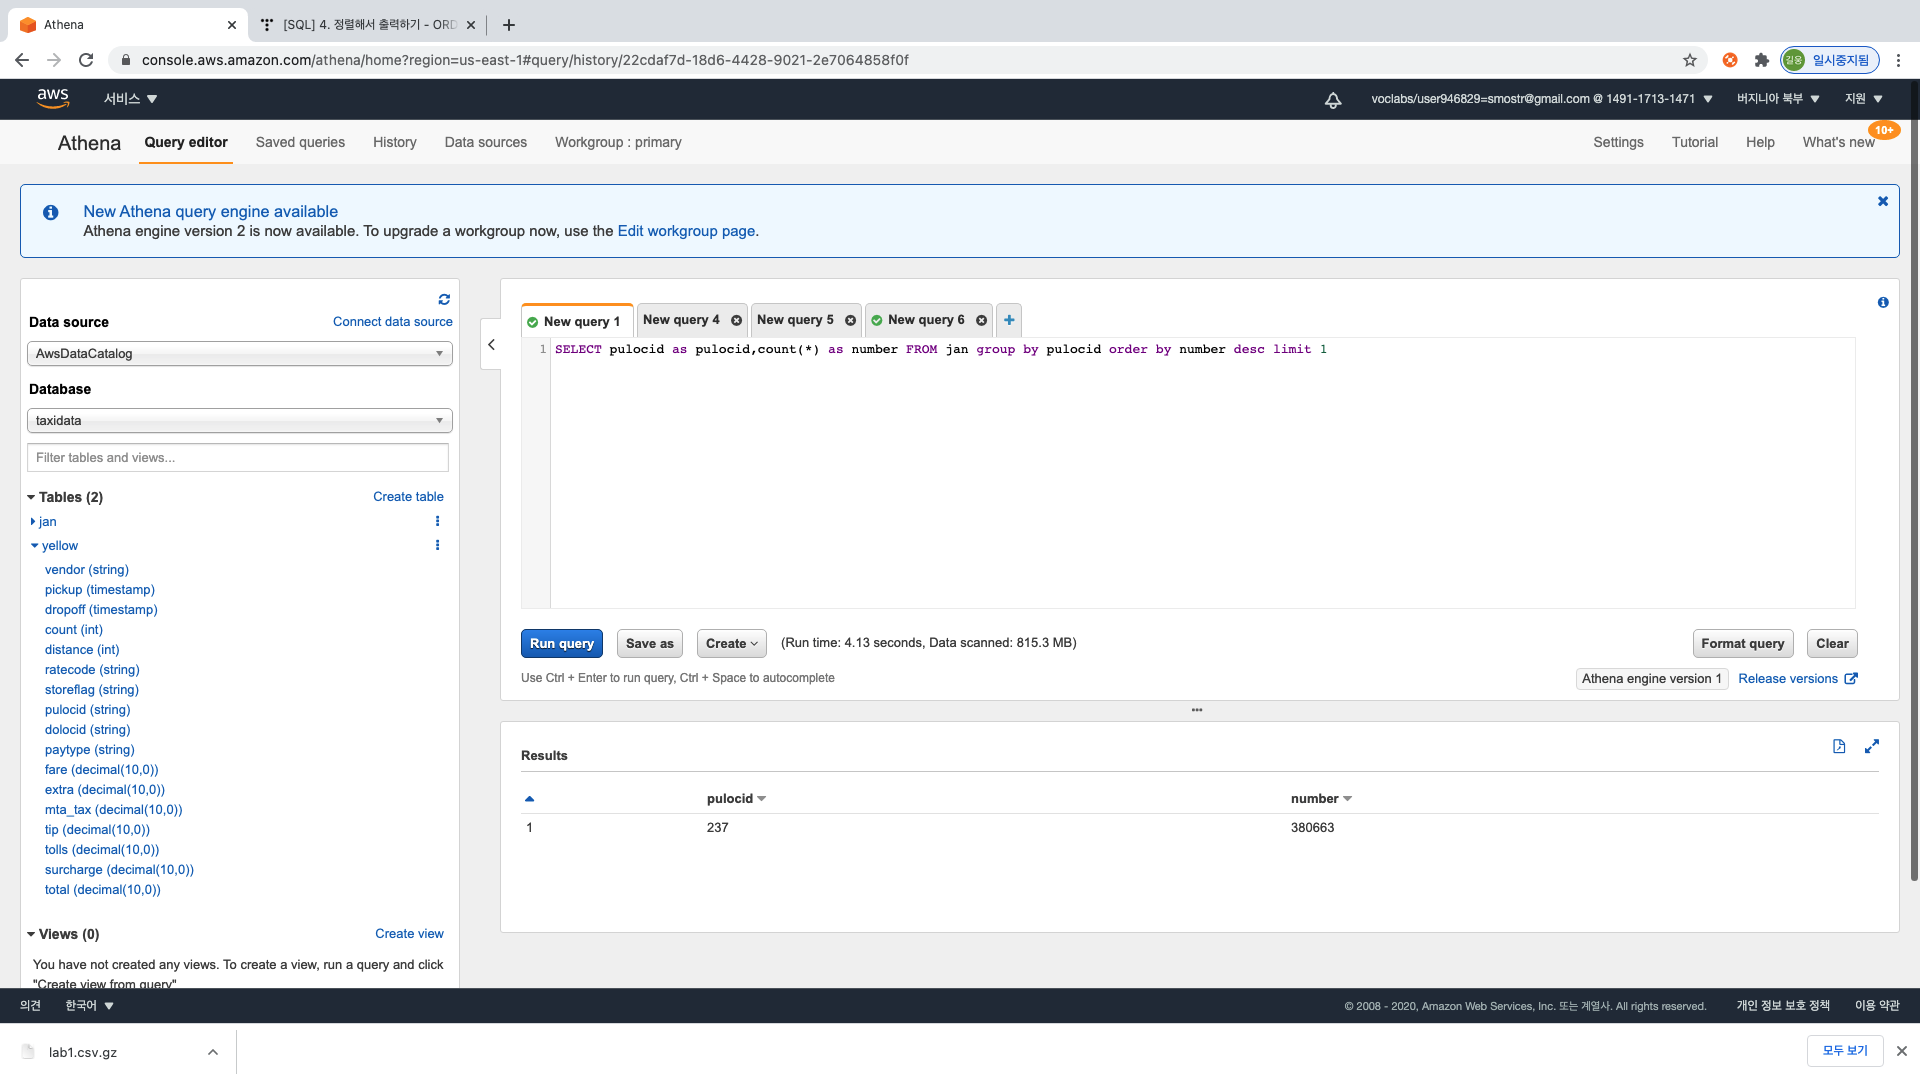 Athena
[SQL] 4. 정렬해서 출력하기 - ORD
console.aws.amazon.com/athena/home?region=us-east-1#query/history/22cdaf7d-18d6-4428-9021-2e7064858f0f
길웅 일시중지됨
aws 서비스
voclabs/user946829=smostr@gmail.com @ 1491-1713-1471 버지니아 북부 지원
Athena Query editor Saved queries History Data sources Workgroup : primary Settings Tutorial Help What's new 10+
New Athena query engine available
Athena engine version 2 is now available. To upgrade a workgroup now, use the Edit workgroup page.
Data source Connect data source
AwsDataCatalog
Database
taxidata
Filter tables and views...
Tables (2) Create table
jan
yellow
vendor (string)
pickup (timestamp)
dropoff (timestamp)
count (int)
distance (int)
ratecode (string)
storeflag (string)
pulocid (string)
dolocid (string)
paytype (string)
fare (decimal(10,0))
extra (decimal(10,0))
mta_tax (decimal(10,0))
tip (decimal(10,0))
tolls (decimal(10,0))
surcharge (decimal(10,0))
total (decimal(10,0))
Views (0) Create view
You have not created any views. To create a view, run a query and click
"Create view from query"
New query 1 New query 4 New query 5 New query 6
1 SELECT pulocid as pulocid,count(*) as number FROM jan group by pulocid order by number desc limit 1
Run query Save as Create (Run time: 4.13 seconds, Data scanned: 815.3 MB) Format query Clear
Use Ctrl + Enter to run query, Ctrl + Space to autocomplete Athena engine version 1 Release versions
Results
pulocid number
1 237 380663
의견 한국어 © 2008 - 2020, Amazon Web Services, Inc. 또는 계열사. All rights reserved. 개인 정보 보호 정책 이용 약관
lab1.csv.gz 모두 보기